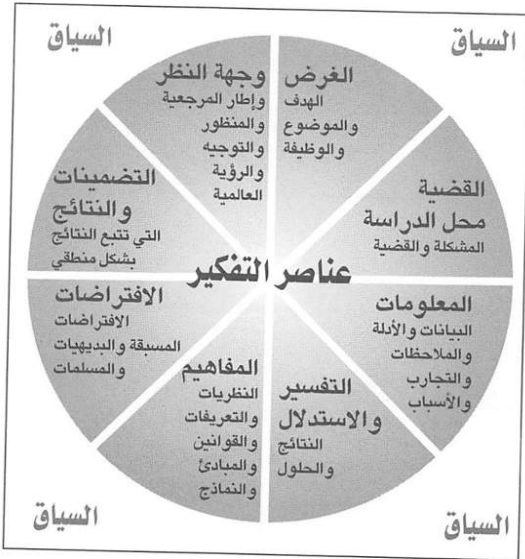 السياق
السياق
الغرض
الهدف
والموضوع
والوظيفة
القضية
محل الدراسة
المشكلة والقضية
المعلومات
البيانات والأدلة
والملاحظات
والتجارب
والأسباب
التفسير
والاستدلال
النتائج
والحلول
المفاهيم
النظريات
والتعريفات
والقوانين
والمبادئ
والنماذج
الافتراضات
الافتراضات
المسبقة والبديهيات
والمسلمات
التضمينات
والنتائج
التي تتبع النتائج
بشكل منطقي
وجهة النظر
وإطار المرجعية
والمنظور
والتوجيه
والرؤية
العالمية
عناصر التفكير
السياق
السياق